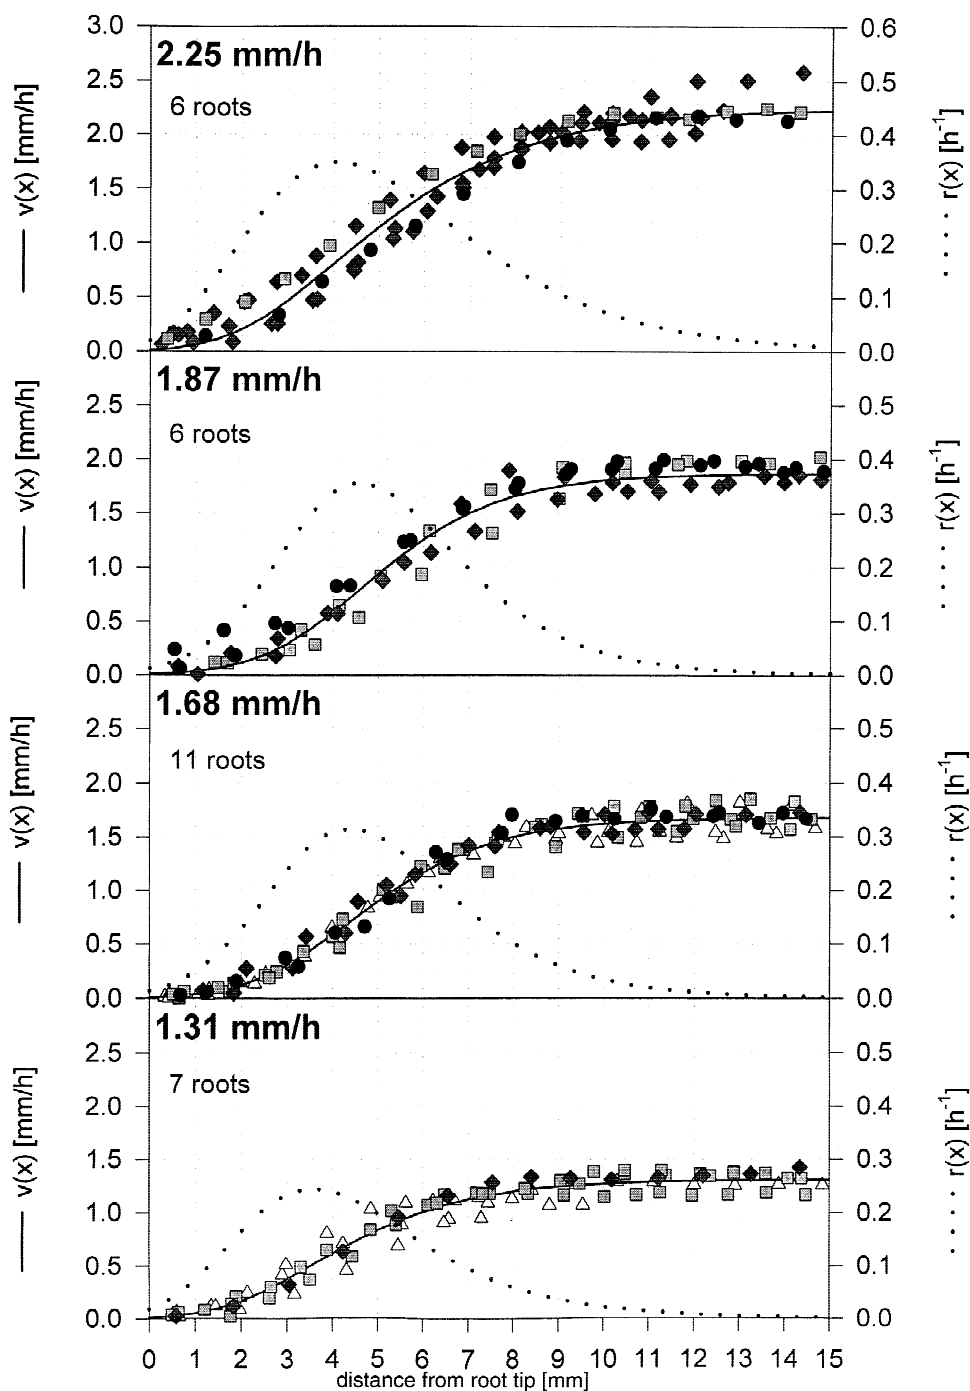 3.0
2.5
2.0
1.5
1.0
0.5
0.0
v(x) [mm/h]
2.25 mm/h
6 roots
0.6
0.5
0.4
0.3
0.2
0.1
0.0
r(x) [h⁻¹]
2.5
2.0
1.5
1.0
0.5
0.0
v(x) [mm/h]
1.87 mm/h
6 roots
0.5
0.4
0.3
0.2
0.1
0.0
r(x) [h⁻¹]
2.5
2.0
1.5
1.0
0.5
0.0
v(x) [mm/h]
1.68 mm/h
11 roots
0.5
0.4
0.3
0.2
0.1
0.0
r(x) [h⁻¹]
2.5
2.0
1.5
1.0
0.5
0.0
v(x) [mm/h]
1.31 mm/h
7 roots
0.5
0.4
0.3
0.2
0.1
0.0
r(x) [h⁻¹]
0 1 2 3 4 5 6 7 8 9 10 11 12 13 14 15
distance from root tip [mm]